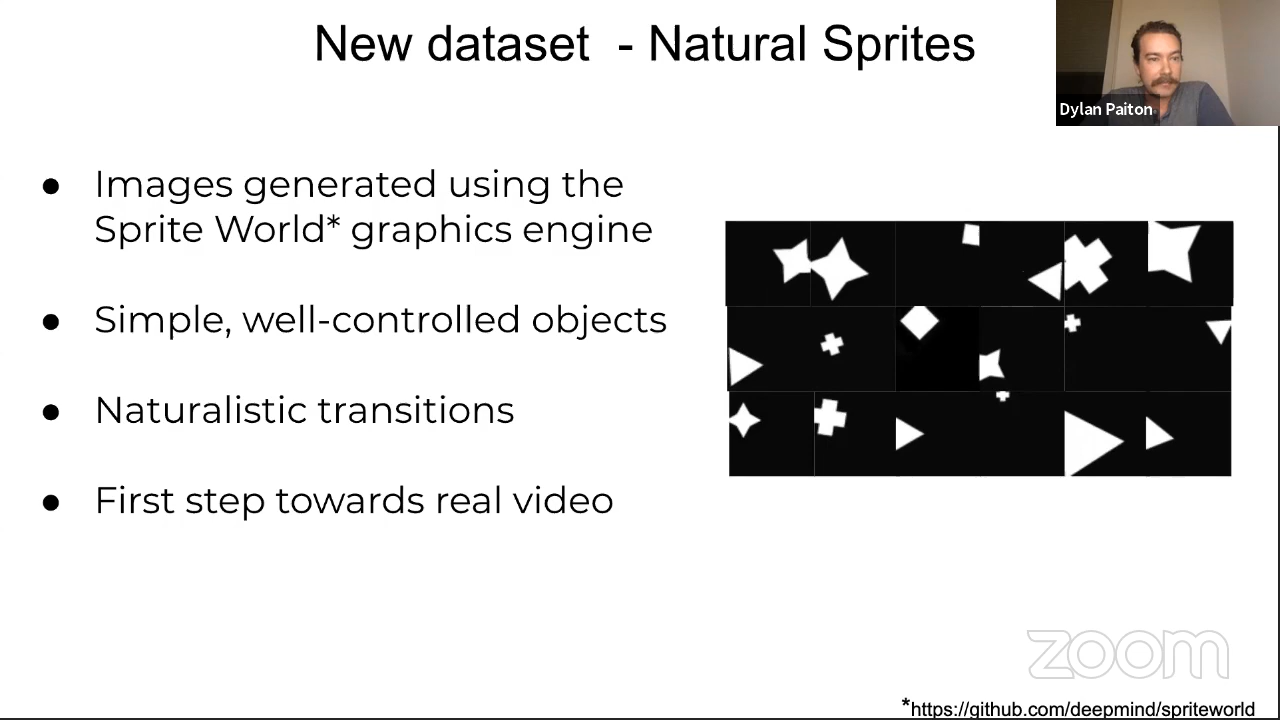 New dataset - Natural Sprites
Dylan Paiton
● Images generated using the
Sprite World* graphics engine
● Simple, well-controlled objects
● Naturalistic transitions
● First step towards real video
zoom
*https://github.com/deepmind/spriteworld